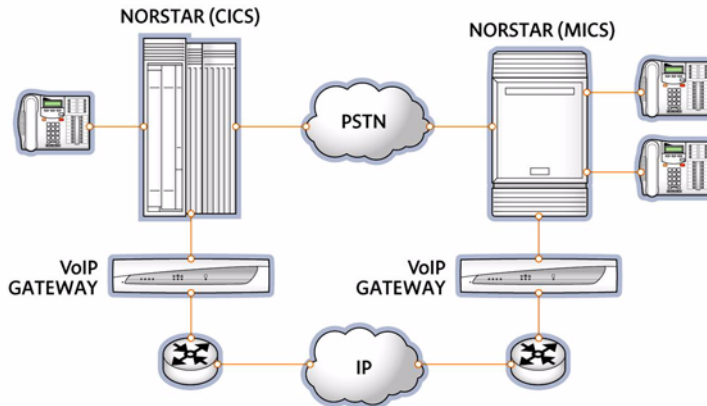 NORSTAR (CICS)
NORSTAR (MICS)
PSTN
VoIP
GATEWAY
VoIP
GATEWAY
IP